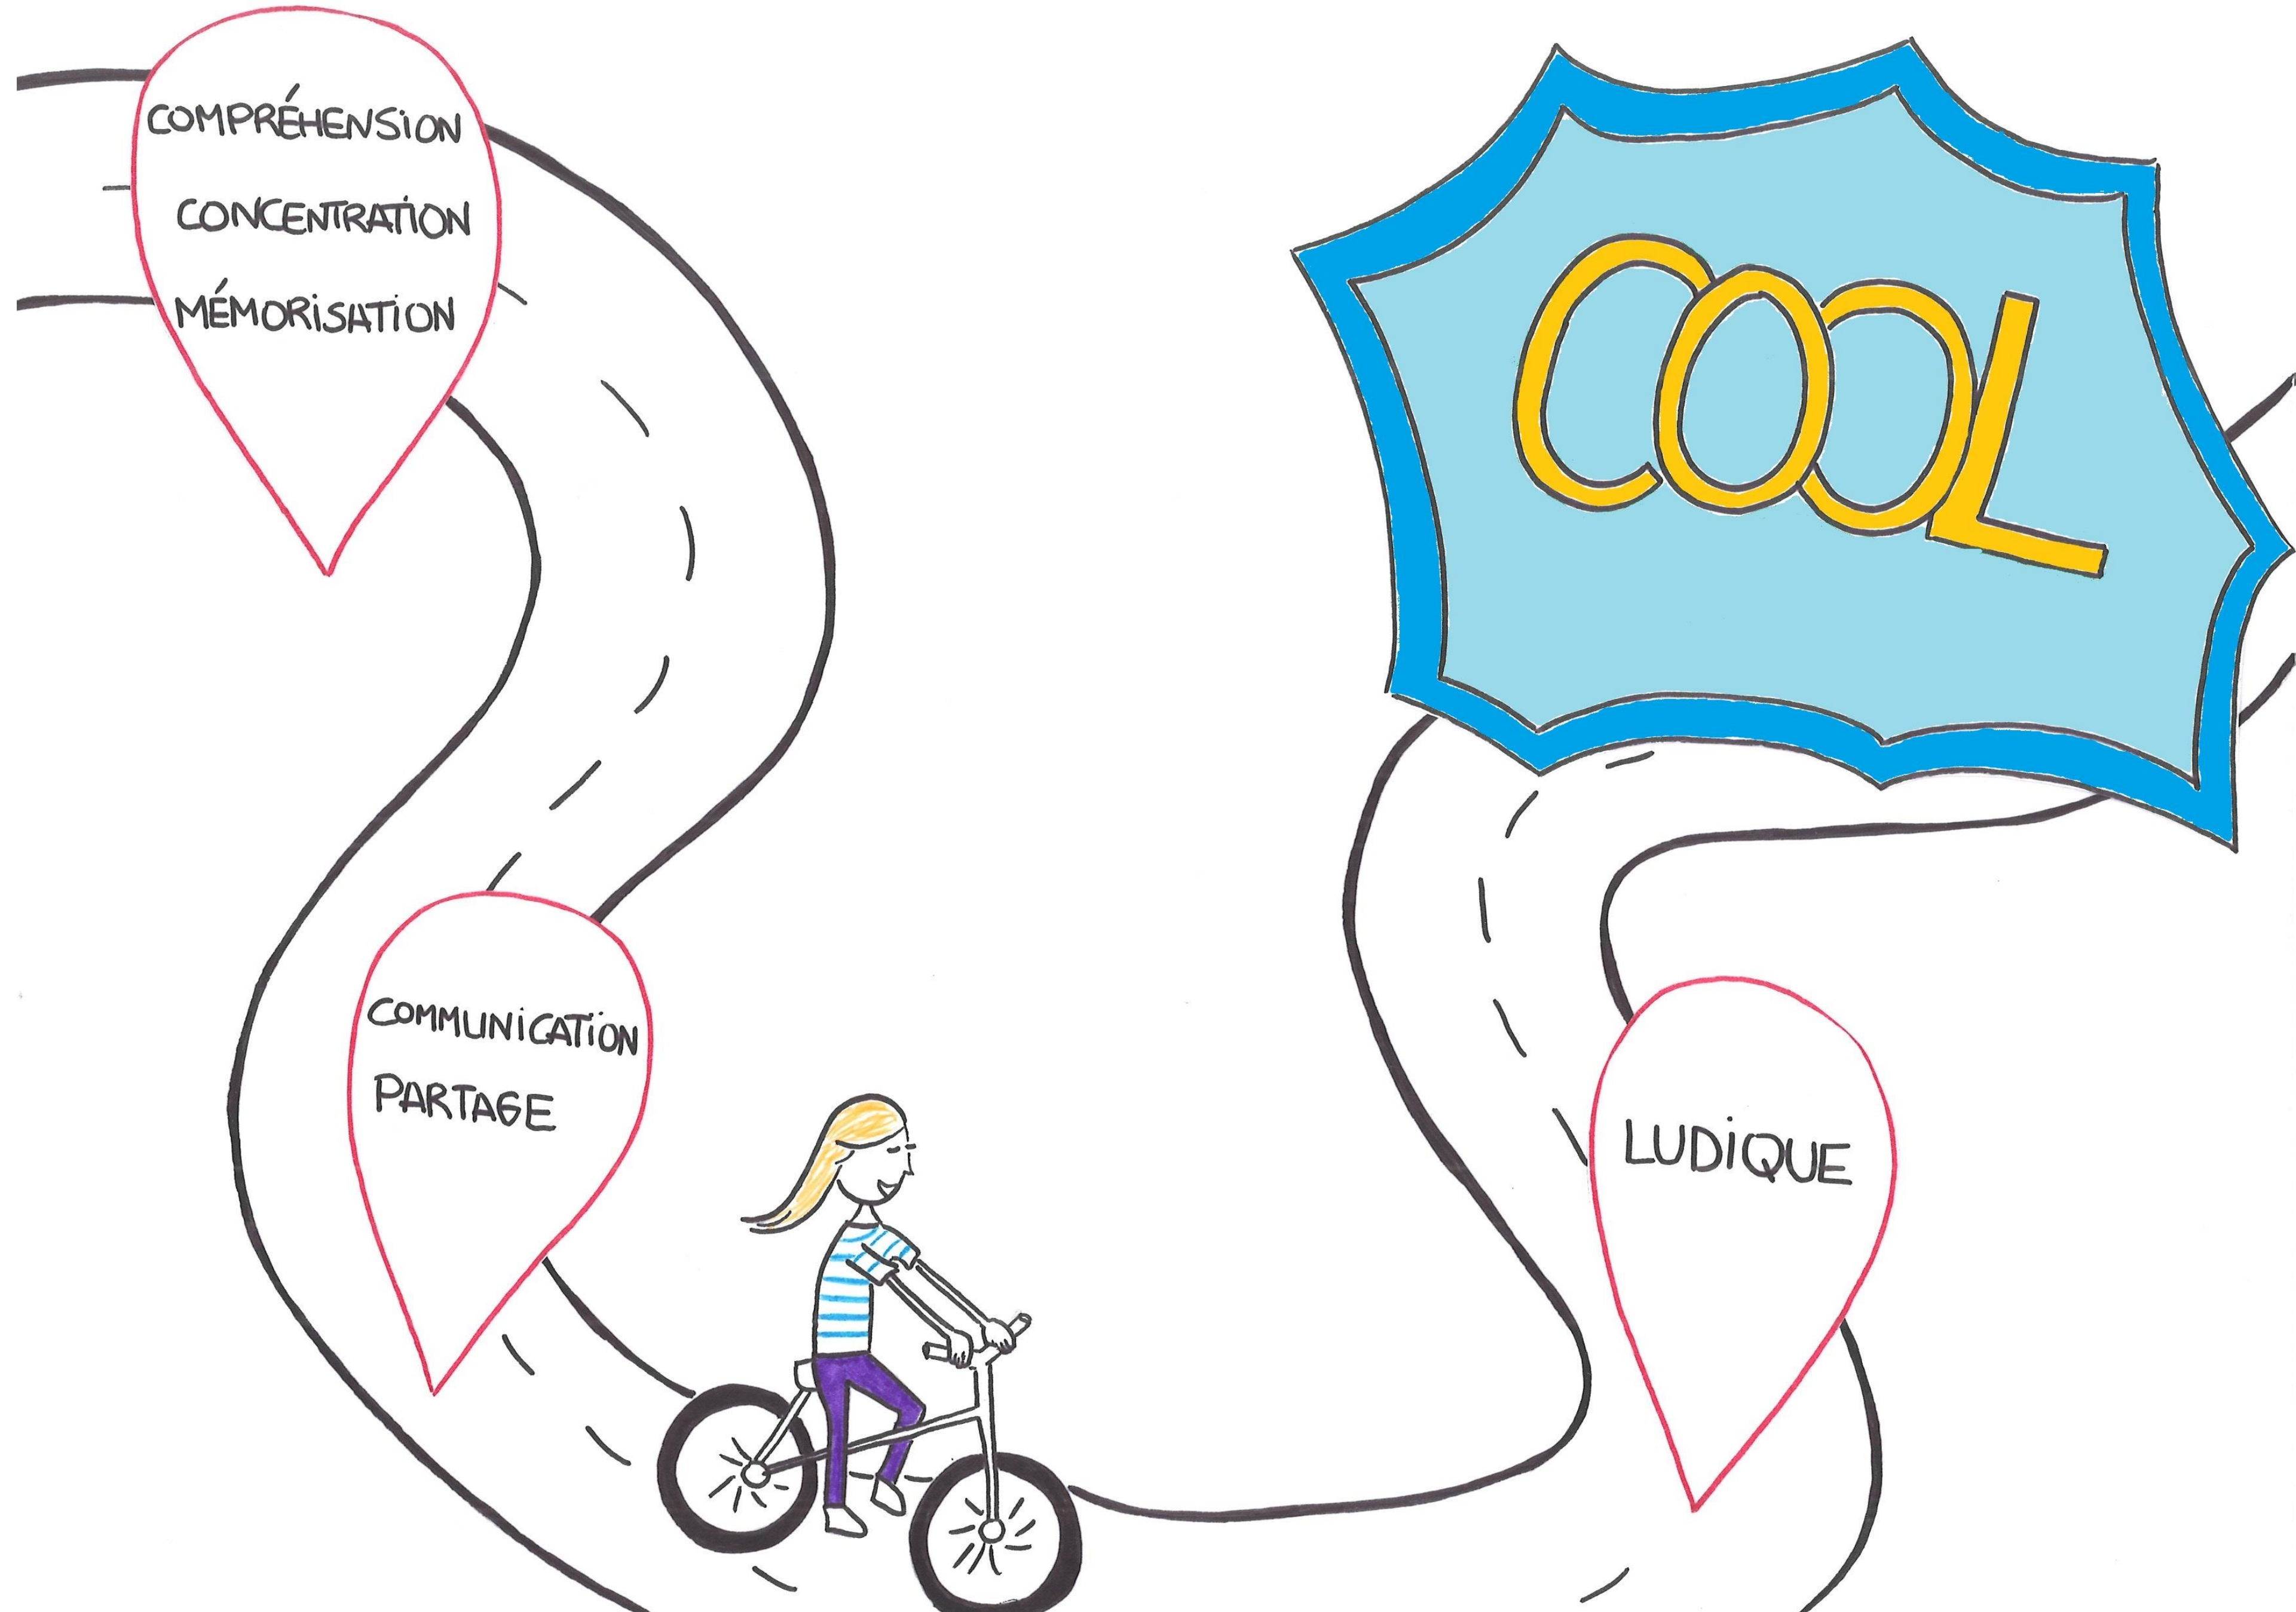 COMPRÉHENSION
CONCENTRATION
MÉMORISATION
COMMUNICATION
PARTAGE
LUDIQUE
COOL